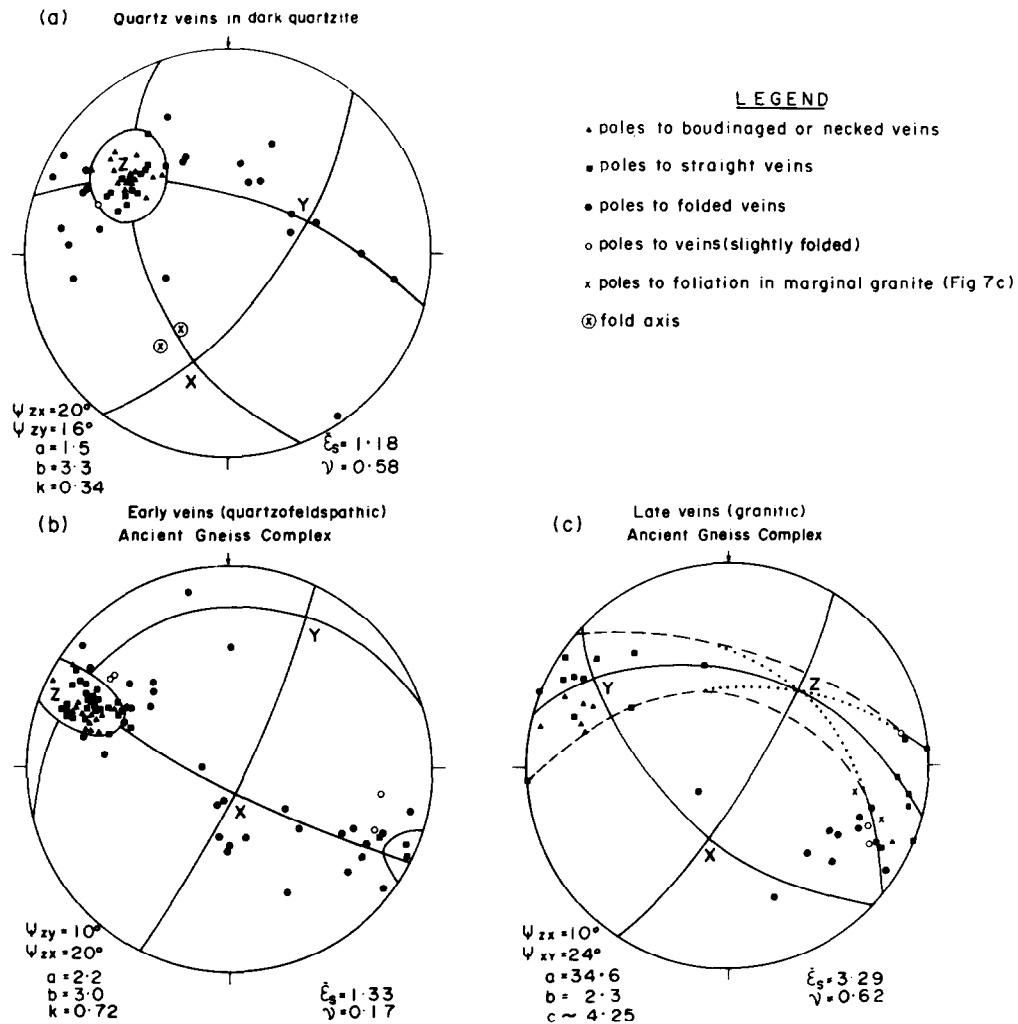 (a) Quartz veins in dark quartzite
Z
Y
X
Ψzx=20°
Ψzy=16°
a=1·5
b=3·3
k=0·34
ε̄s=1·18
ν=0·58
LEGEND
▴ poles to boudinaged or necked veins
▪ poles to straight veins
• poles to folded veins
o poles to veins(slightly folded)
x poles to foliation in marginal granite (Fig 7c)
ⓧ fold axis
(b) Early veins (quartzofeldspathic)
Ancient Gneiss Complex
Z
Y
X
Ψzy=10°
Ψzx=20°
a=2·2
b=3·0
k=0·72
ε̄s=1·33
ν=0·17
(c) Late veins (granitic)
Ancient Gneiss Complex
Y
Z
X
Ψzx=10°
Ψxy=24°
a=34·6
b= 2·3
c ~ 4·25
ε̄s=3·29
ν=0·62